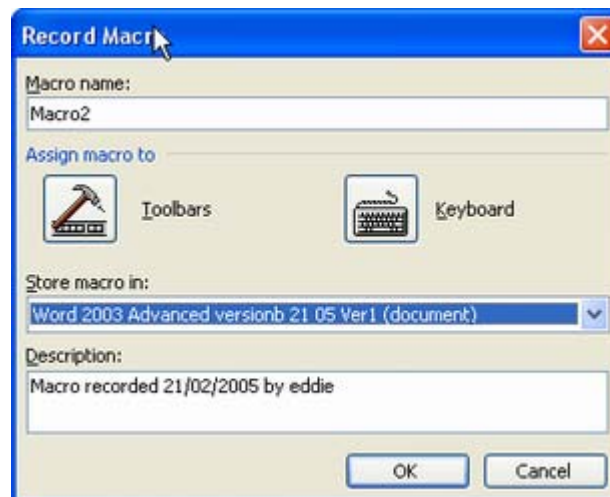 Record Macro
Macro name:
Macro2
Assign macro to
Toolbars
Keyboard
Store macro in:
Word 2003 Advanced versionb 21 05 Ver1 (document)
Description:
Macro recorded 21/02/2005 by eddie
OK
Cancel